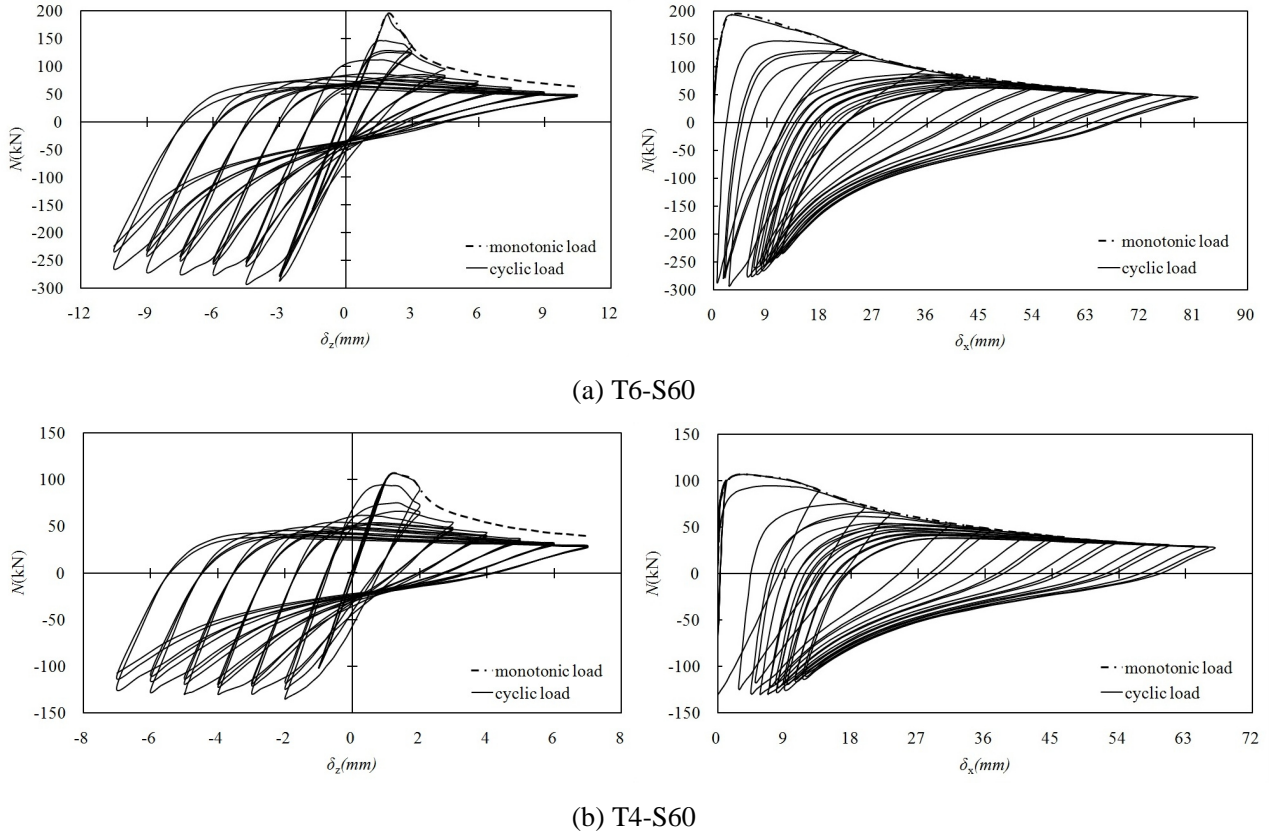 200
150
100
50
0
-50
-100
-150
-200
-250
-300
N(kN)
-12 -9 -6 -3 0 3 6 9 12
δz(mm)
monotonic load
cyclic load
200
150
100
50
0
-50
-100
-150
-200
-250
-300
N(kN)
0 9 18 27 36 45 54 63 72 81 90
δx(mm)
monotonic load
cyclic load
(a) T6-S60
150
100
50
0
-50
-100
-150
N(kN)
-8 -6 -4 -2 0 2 4 6 8
δz(mm)
monotonic load
cyclic load
150
100
50
0
-50
-100
-150
N(kN)
0 9 18 27 36 45 54 63 72
δx(mm)
monotonic load
cyclic load
(b) T4-S60